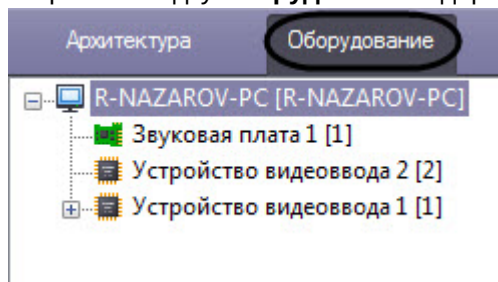 Архитектура Оборудование
R-NAZAROV-PC [R-NAZAROV-PC]
Звуковая плата 1 [1]
Устройство видеоввода 2 [2]
Устройство видеоввода 1 [1]